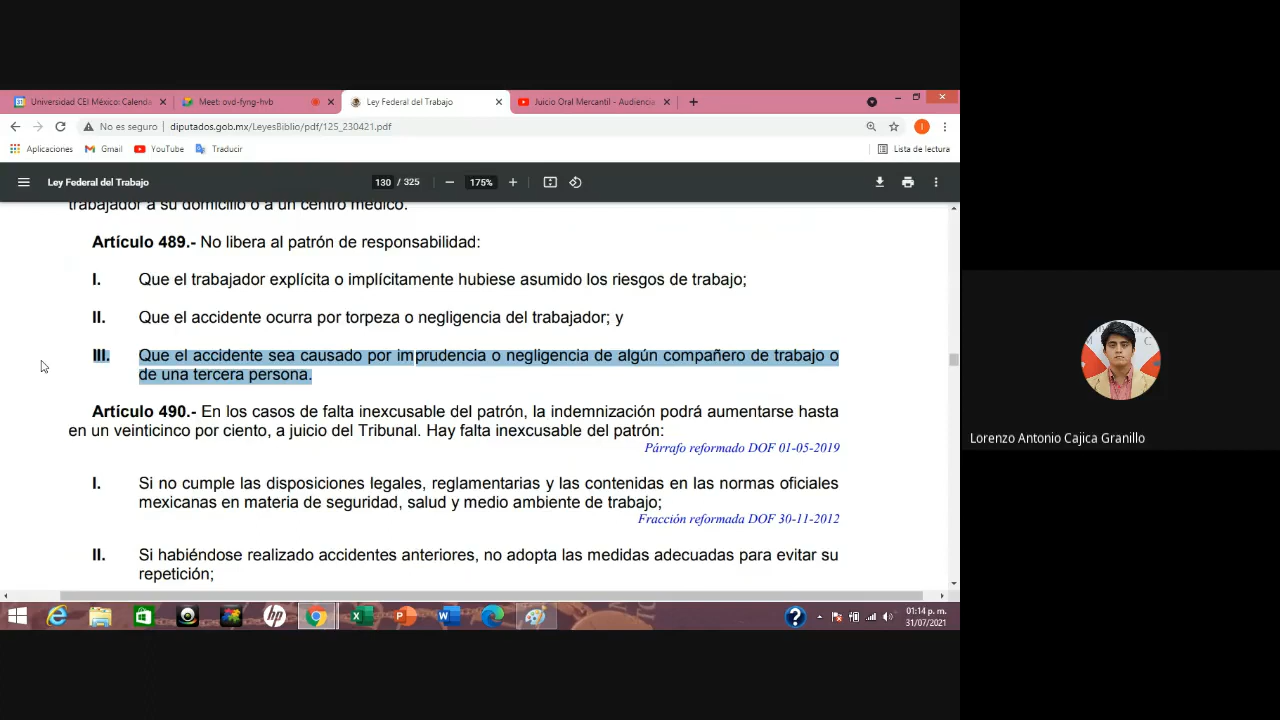 Universidad CEI México: Calenda
Meet: ovd-fyng-hvb
Ley Federal del Trabajo
Juicio Oral Mercantil - Audiencia
No es seguro | diputados.gob.mx/LeyesBiblio/pdf/125_230421.pdf
Aplicaciones Gmail YouTube Traducir Lista de lectura
Ley Federal del Trabajo 130 / 325 175%
trabajador a su domicilio o a un centro médico.
Artículo 489.- No libera al patrón de responsabilidad:
I. Que el trabajador explícita o implícitamente hubiese asumido los riesgos de trabajo;
II. Que el accidente ocurra por torpeza o negligencia del trabajador; y
III. Que el accidente sea causado por imprudencia o negligencia de algún compañero de trabajo o
de una tercera persona.
Artículo 490.- En los casos de falta inexcusable del patrón, la indemnización podrá aumentarse hasta
en un veinticinco por ciento, a juicio del Tribunal. Hay falta inexcusable del patrón:
Párrafo reformado DOF 01-05-2019
I. Si no cumple las disposiciones legales, reglamentarias y las contenidas en las normas oficiales
mexicanas en materia de seguridad, salud y medio ambiente de trabajo;
Fracción reformada DOF 30-11-2012
II. Si habiéndose realizado accidentes anteriores, no adopta las medidas adecuadas para evitar su
repetición;
01:14 p. m.
31/07/2021
Lorenzo Antonio Cajica Granillo